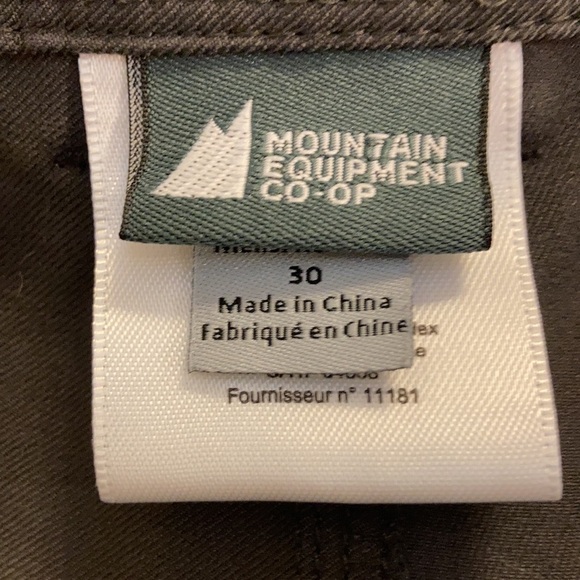 MOUNTAIN
EQUIPMENT
CO-OP
30
Made in China
Fabriqué en Chine
Fournisseur n° 11181